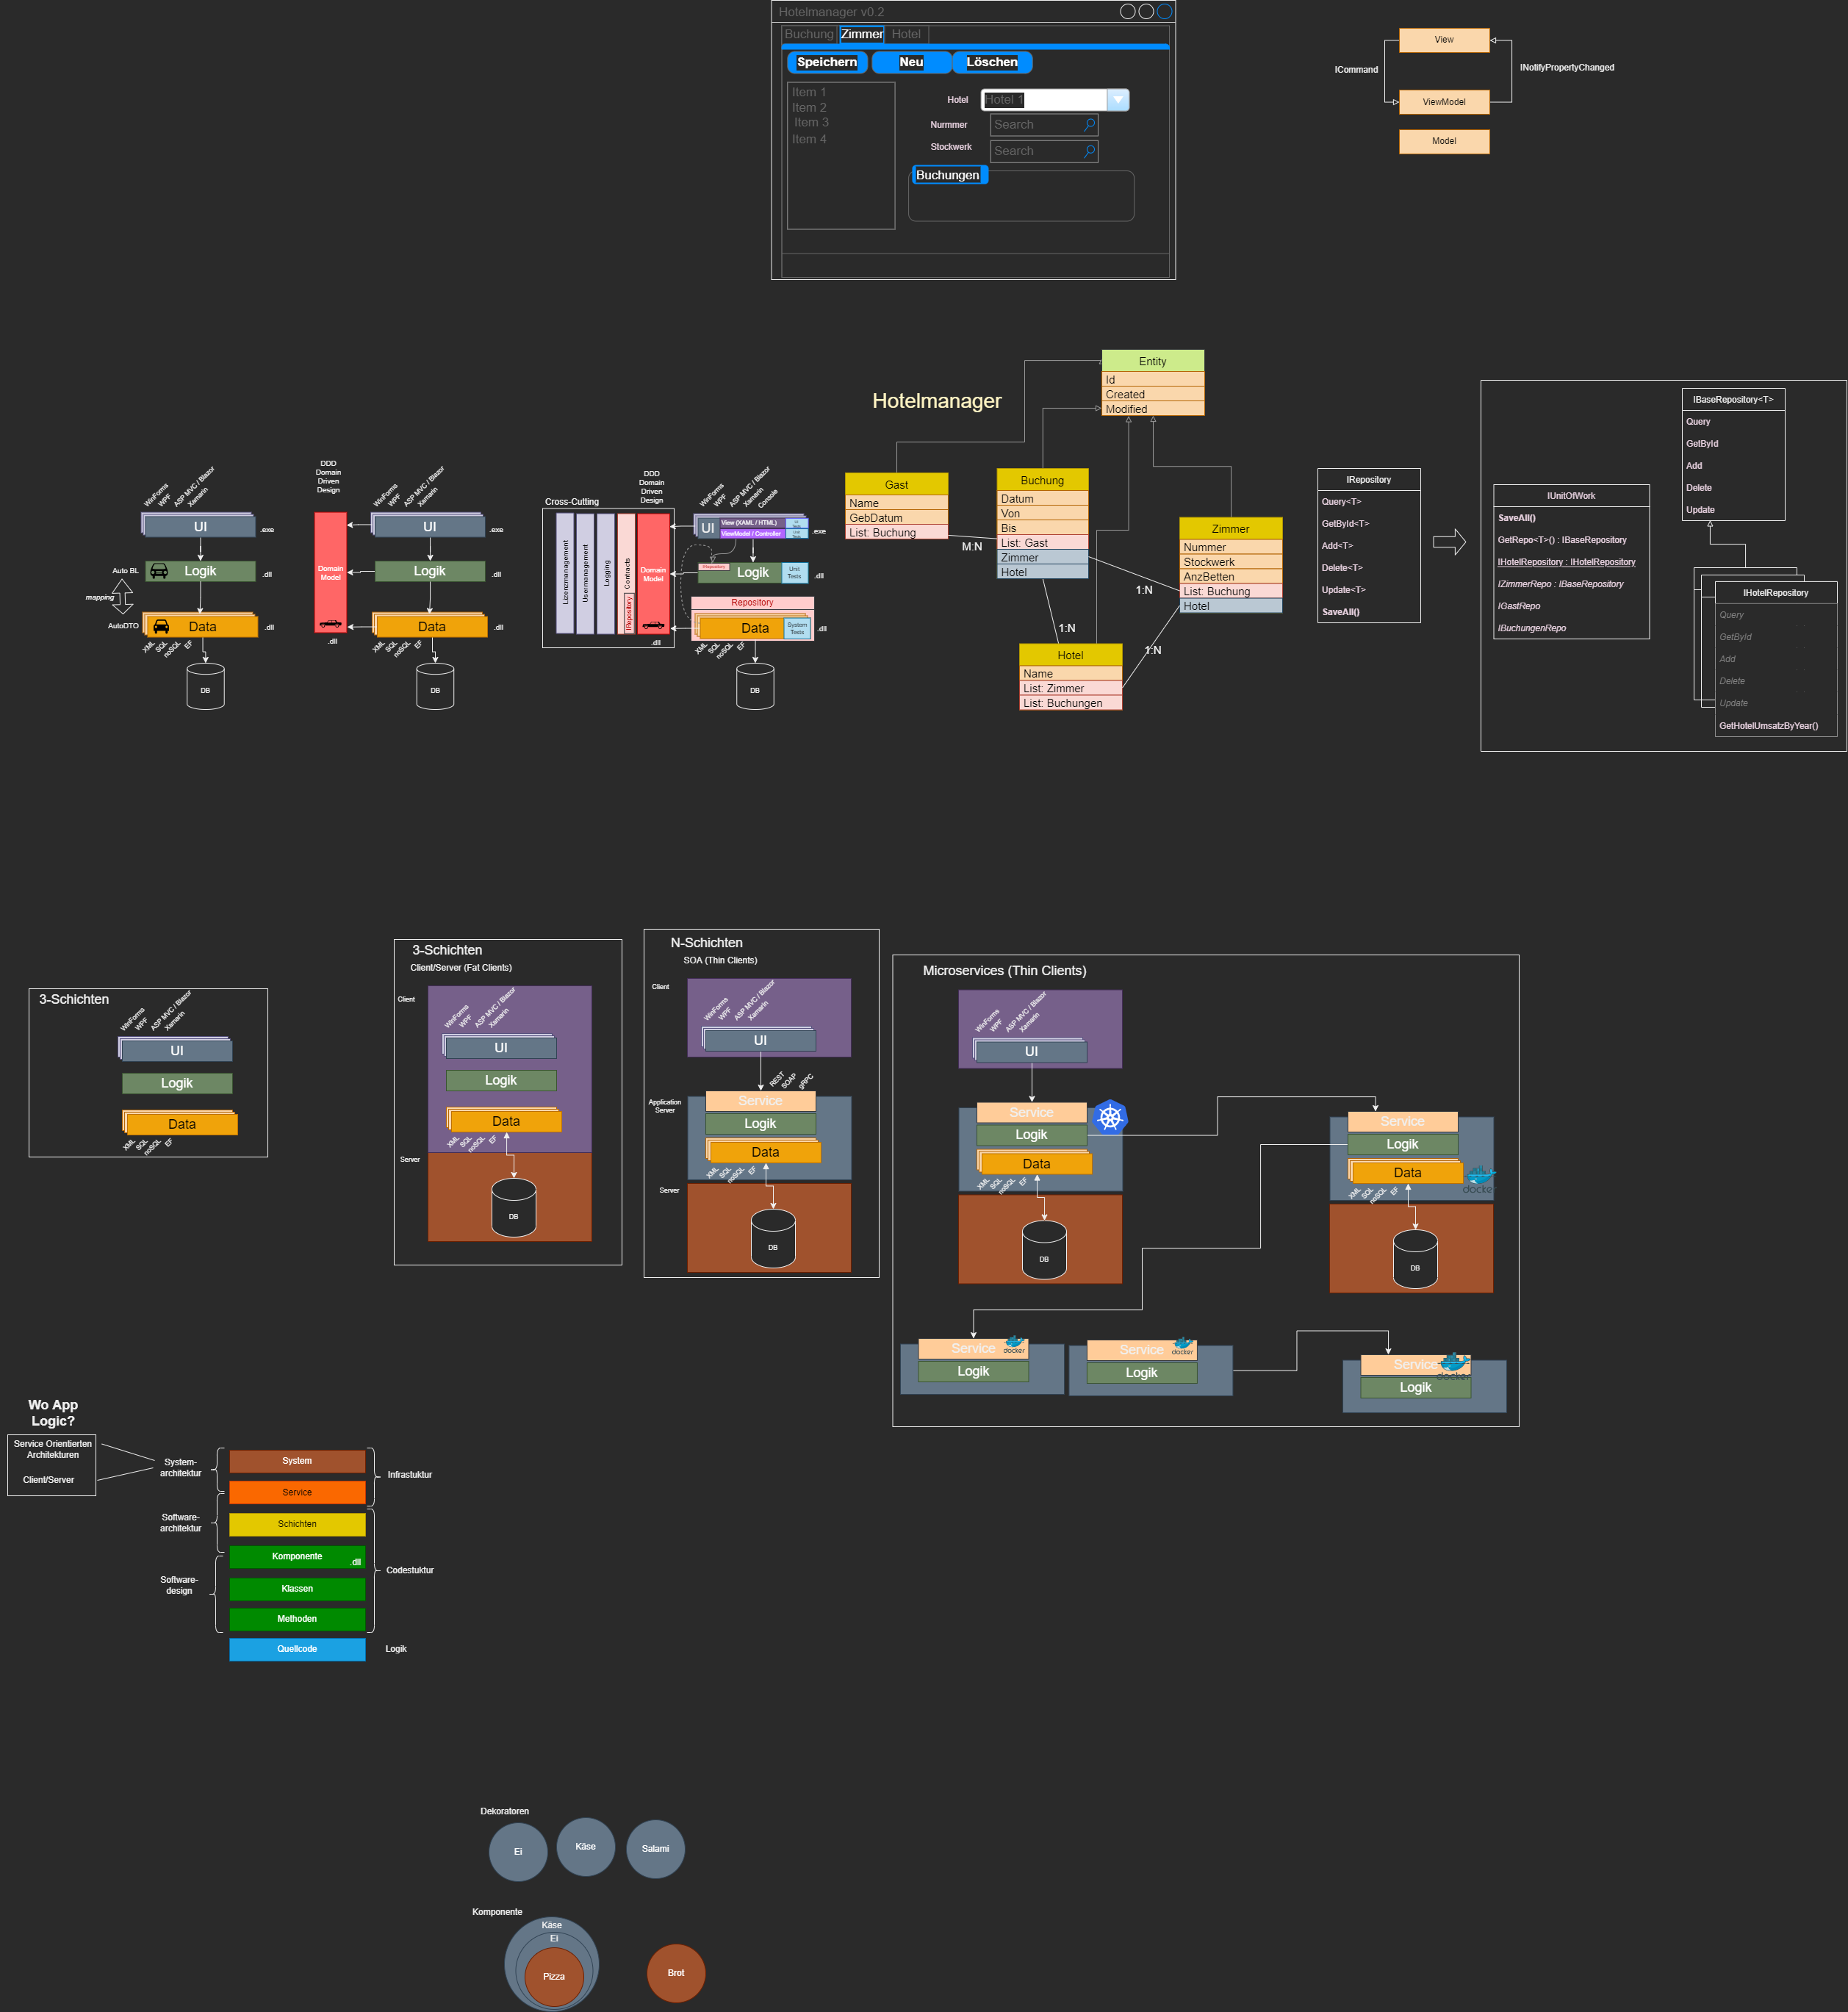 Hotelmanager v0.2
Buchung Zimmer Hotel
Speichern Neu Löschen
Item 1
Item 2
Item 3
Item 4
Hotel
Hotel 1
Nurmmer
Search
Stockwerk
Search
Buchungen
View
ICommand
INotifyPropertyChanged
ViewModel
Model
Hotelmanager
Entity
Id
Created
Modified
Gast
Name
GebDatum
List: Buchung
M:N
Buchung
Datum
Von
Bis
List: Gast
Zimmer
Hotel
1:N
1:N
1:N
Zimmer
Nummer
Stockwerk
AnzBetten
List: Buchung
Hotel
Hotel
Name
List: Zimmer
List: Buchungen
IRepository
Query<T>
GetById<T>
Add<T>
Delete<T>
Update<T>
SaveAll()
IUnitOfWork
SaveAll()
GetRepo<T>() : IBaseRepository
IHotelRepository : IHotelRepository
IZimmerRepo : IBaseRepository
IGastRepo
IBuchungenRepo
IBaseRepository<T>
Query
GetById
Add
Delete
Update
IHotelRepository
Query
GetById
Add
Delete
Update
GetHotelUmsatzByYear()
WinForms
WPF
ASP MVC / Blazor
Xamarin
UI
.exe
Auto BL
Logik
.dll
mapping
AutoDTO
Data
.dll
XML
SQL
noSQL
EF
DB
DDD
Domain
Driven
Design
Domain
Model
.dll
WinForms
WPF
ASP MVC / Blazor
Xamarin
UI
.exe
Logik
.dll
Data
.dll
XML
SQL
noSQL
EF
DB
Cross-Cutting
Lizenzmanagement
Usermanagement
Logging
Contracts
IRepository
DDD
Domain
Driven
Design
Domain
Model
.dll
WinForms
WPF
ASP MVC / Blazor
Xamarin
Console
UI
View (XAML / HTML)
ViewModel / Controller
.exe
IRepository
Logik
Unit
Tests
.dll
Repository
Data
System
Tests
.dll
XML
SQL
noSQL
EF
DB
3-Schichten
WinForms
WPF
ASP MVC / Blazor
Xamarin
UI
Logik
Data
XML
SQL
noSQL
EF
3-Schichten
Client/Server (Fat Clients)
Client
WinForms
WPF
ASP MVC / Blazor
Xamarin
UI
Logik
Data
XML
SQL
noSQL
EF
Server
DB
N-Schichten
SOA (Thin Clients)
Client
WinForms
WPF
ASP MVC / Blazor
Xamarin
UI
REST
SOAP
gRPC
Application
Server
Service
Logik
Data
XML
SQL
noSQL
EF
Server
DB
Microservices (Thin Clients)
WinForms
WPF
ASP MVC / Blazor
Xamarin
UI
Service
Logik
Data
XML
SQL
noSQL
EF
DB
Service
Logik
Data
docker
XML
SQL
noSQL
EF
DB
Service
docker
Logik
Service
docker
Logik
Service
docker
Logik
Wo App
Logic?
Service Orientierten
Architekturen
Client/Server
System-
architektur
Software-
architektur
Software-
design
System
Service
Schichten
Komponente
.dll
Klassen
Methoden
Quellcode
Infrastuktur
Codestuktur
Logik
Dekoratoren
Ei
Käse
Salami
Komponente
Käse
Ei
Pizza
Brot